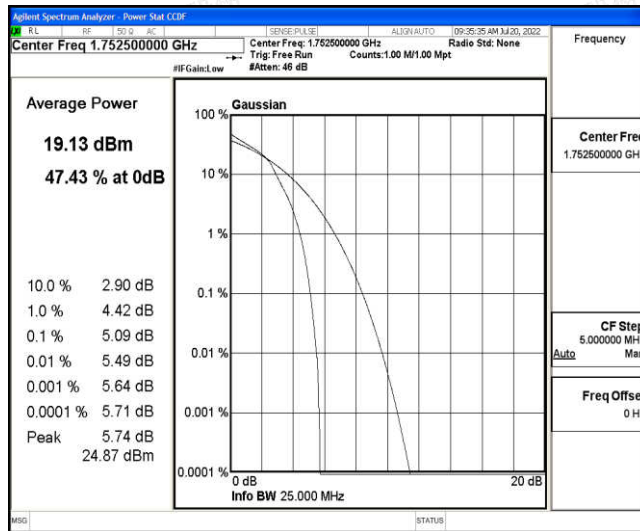 Agilent Spectrum Analyzer - Power Stat CCDF
RL RF 50 Ω AC SENSE:PULSE ALIGN AUTO 09:35:35 AM Jul 20, 2022
Center Freq 1.752500000 GHz
Center Freq: 1.752500000 GHz Radio Std: None
Trig: Free Run Counts:1.00 M/1.00 Mpt
#IFGain:Low #Atten: 46 dB
Frequency
Average Power
19.13 dBm
47.43 % at 0dB
10.0 % 2.90 dB
1.0 % 4.42 dB
0.1 % 5.09 dB
0.01 % 5.49 dB
0.001 % 5.64 dB
0.0001 % 5.71 dB
Peak 5.74 dB
24.87 dBm
Gaussian
100 %
10 %
1 %
0.1 %
0.01 %
0.001 %
0.0001 %
0 dB 20 dB
Info BW 25.000 MHz
Center Fre
1.752500000 GH
CF Step
5.000000 MH
Auto Ma
Freq Offse
0 H
MSG STATUS